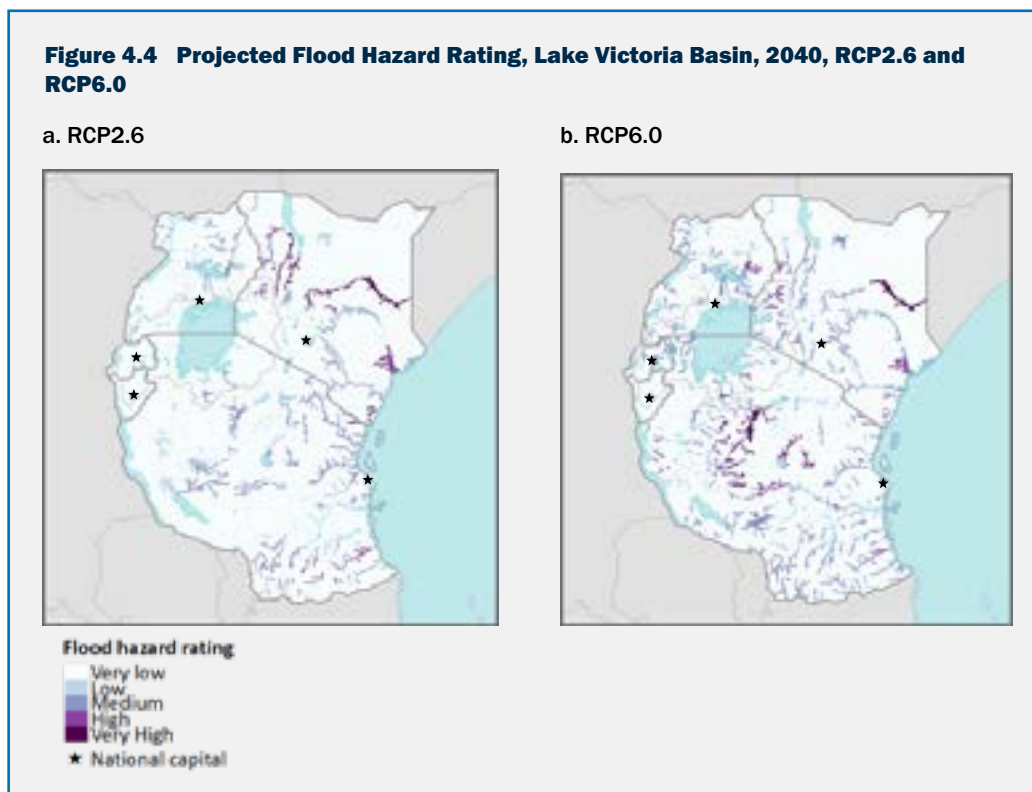 Figure 4.4 Projected Flood Hazard Rating, Lake Victoria Basin, 2040, RCP2.6 and
RCP6.0
a. RCP2.6
b. RCP6.0
Flood hazard rating
Very low
Low
Medium
High
Very High
★ National capital